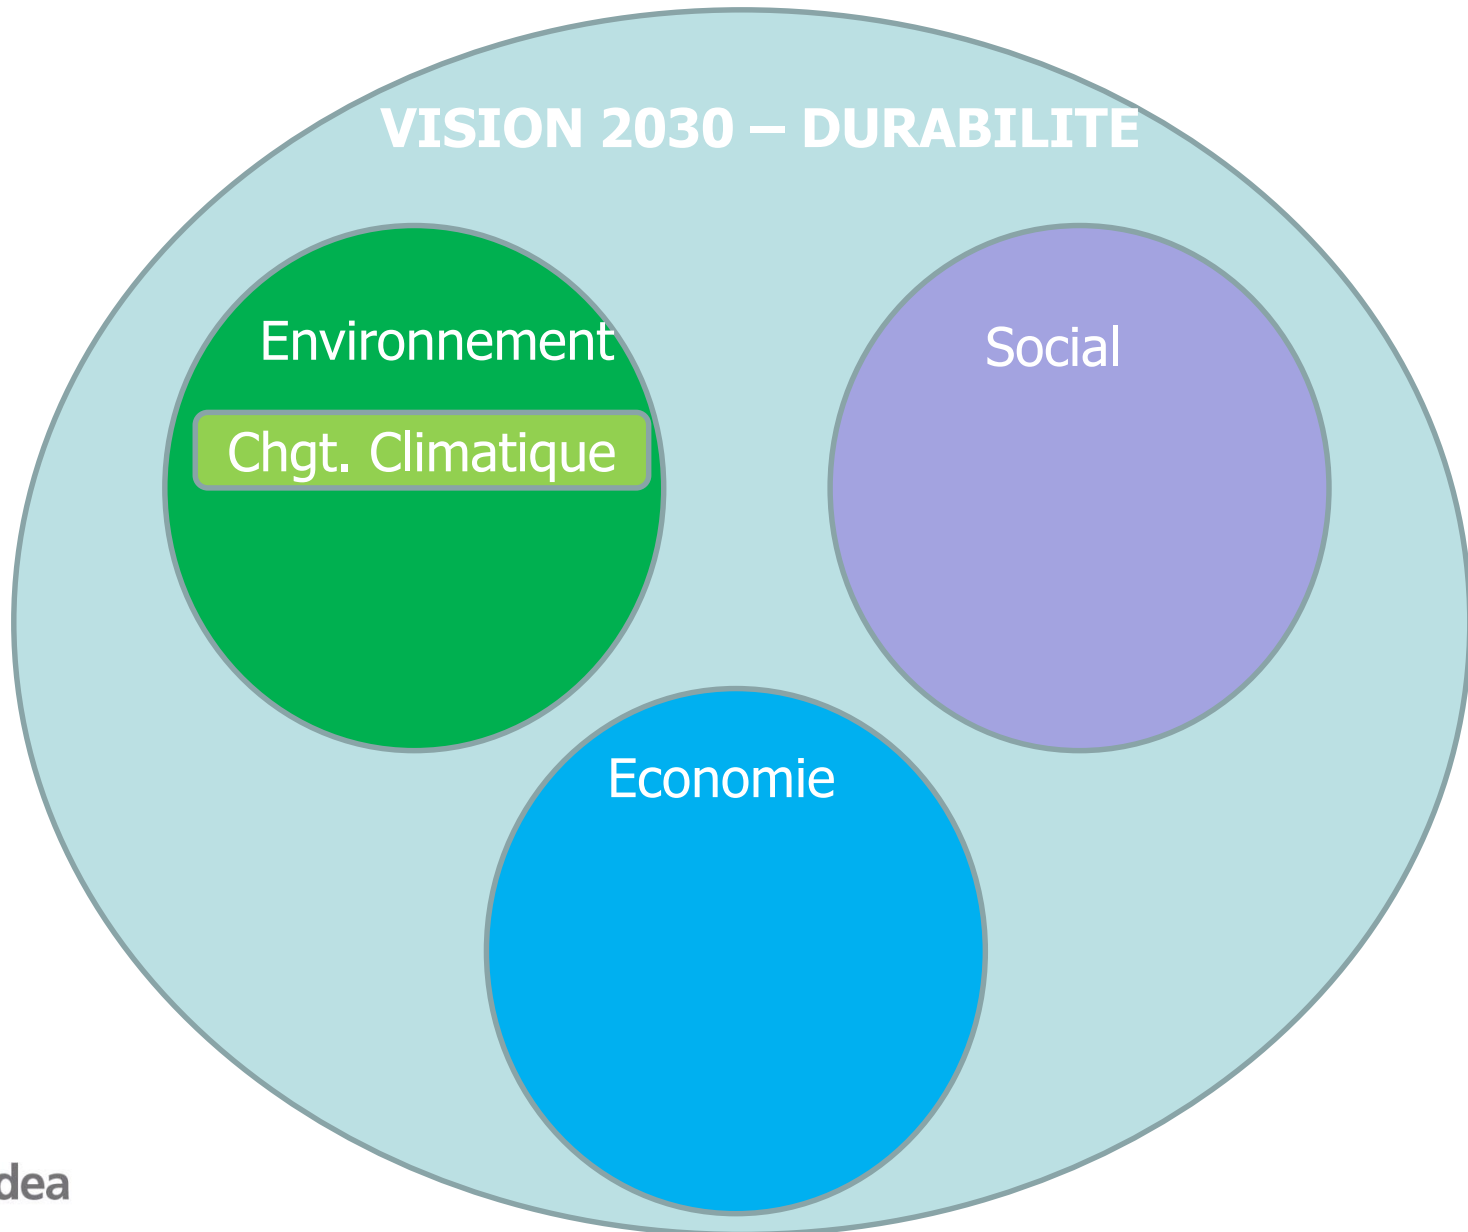 VISION 2030 – DURABILITE
Environnement
Social
Chgt. Climatique
Economie
dea